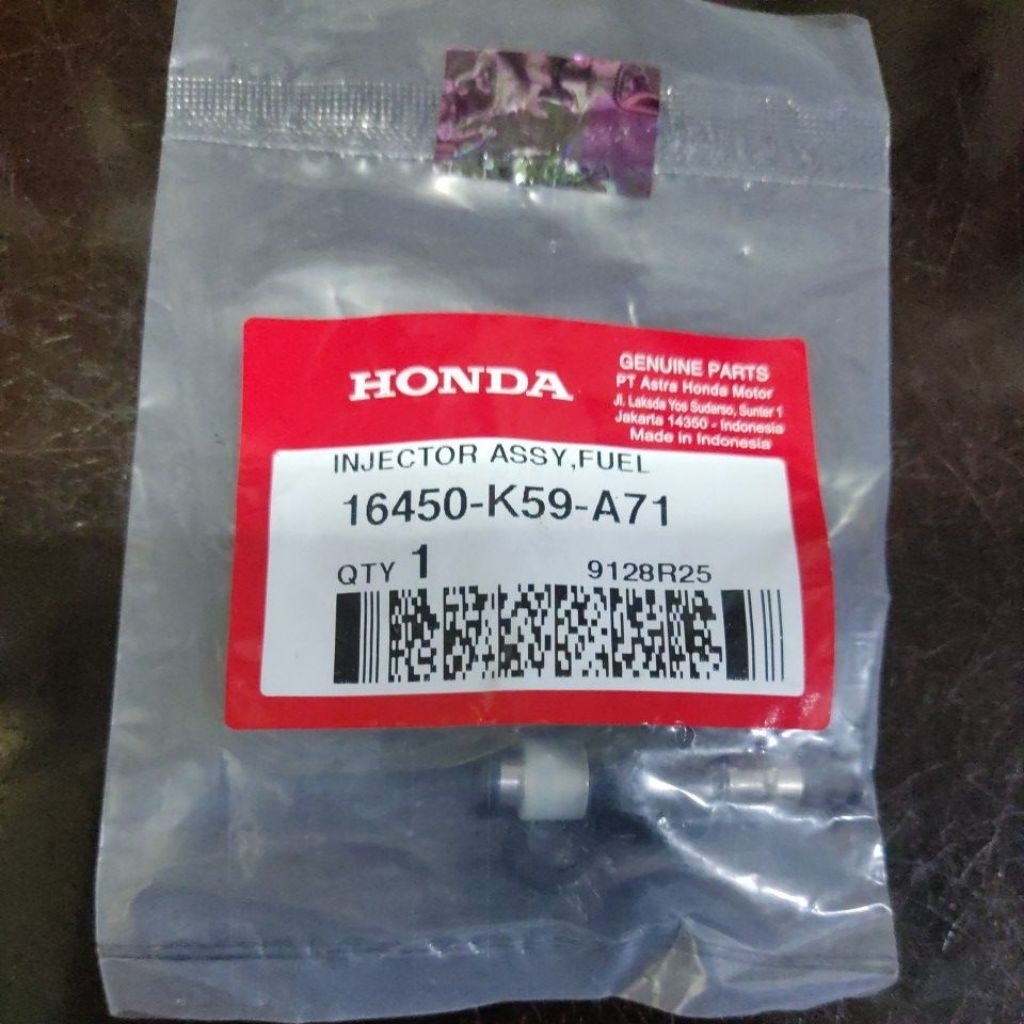 HONDA
GENUINE PARTS
PT Astra Honda Motor
Jl. Laksda Yos Sudarso, Sunter 1
Jakarta 14350 - Indonesia
Made in Indonesia
INJECTOR ASSY,FUEL
16450-K59-A71
QTY 1
9128R25